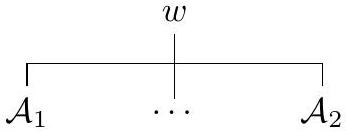 w
𝒜₁ ⋯ 𝒜₂